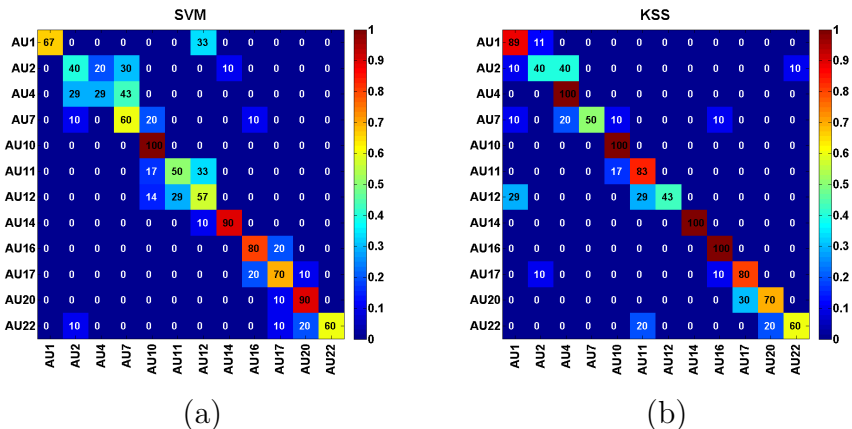 SVM
AU1 67 0 0 0 0 0 33 0 0 0 0 0
AU2 0 40 20 30 0 0 0 10 0 0 0 0
AU4 0 29 29 43 0 0 0 0 0 0 0 0
AU7 0 10 0 60 20 0 0 0 10 0 0 0
AU10 0 0 0 0 100 0 0 0 0 0 0 0
AU11 0 0 0 0 17 50 33 0 0 0 0 0
AU12 0 0 0 0 14 29 57 0 0 0 0 0
AU14 0 0 0 0 0 0 10 90 0 0 0 0
AU16 0 0 0 0 0 0 0 0 80 20 0 0
AU17 0 0 0 0 0 0 0 0 20 70 10 0
AU20 0 0 0 0 0 0 0 0 0 10 90 0
AU22 0 10 0 0 0 0 0 0 0 10 20 60
AU1 AU2 AU4 AU7 AU10 AU11 AU12 AU14 AU16 AU17 AU20 AU22
1
0.9
0.8
0.7
0.6
0.5
0.4
0.3
0.2
0.1
0
(a)
KSS
AU1 89 11 0 0 0 0 0 0 0 0 0 0
AU2 10 40 40 0 0 0 0 0 0 0 0 10
AU4 0 0 100 0 0 0 0 0 0 0 0 0
AU7 10 0 20 50 10 0 0 0 10 0 0 0
AU10 0 0 0 0 100 0 0 0 0 0 0 0
AU11 0 0 0 0 17 83 0 0 0 0 0 0
AU12 29 0 0 0 0 29 43 0 0 0 0 0
AU14 0 0 0 0 0 0 0 100 0 0 0 0
AU16 0 0 0 0 0 0 0 0 100 0 0 0
AU17 0 10 0 0 0 0 0 0 10 80 0 0
AU20 0 0 0 0 0 0 0 0 0 30 70 0
AU22 0 0 0 0 0 20 0 0 0 0 20 60
AU1 AU2 AU4 AU7 AU10 AU11 AU12 AU14 AU16 AU17 AU20 AU22
1
0.9
0.8
0.7
0.6
0.5
0.4
0.3
0.2
0.1
0
(b)